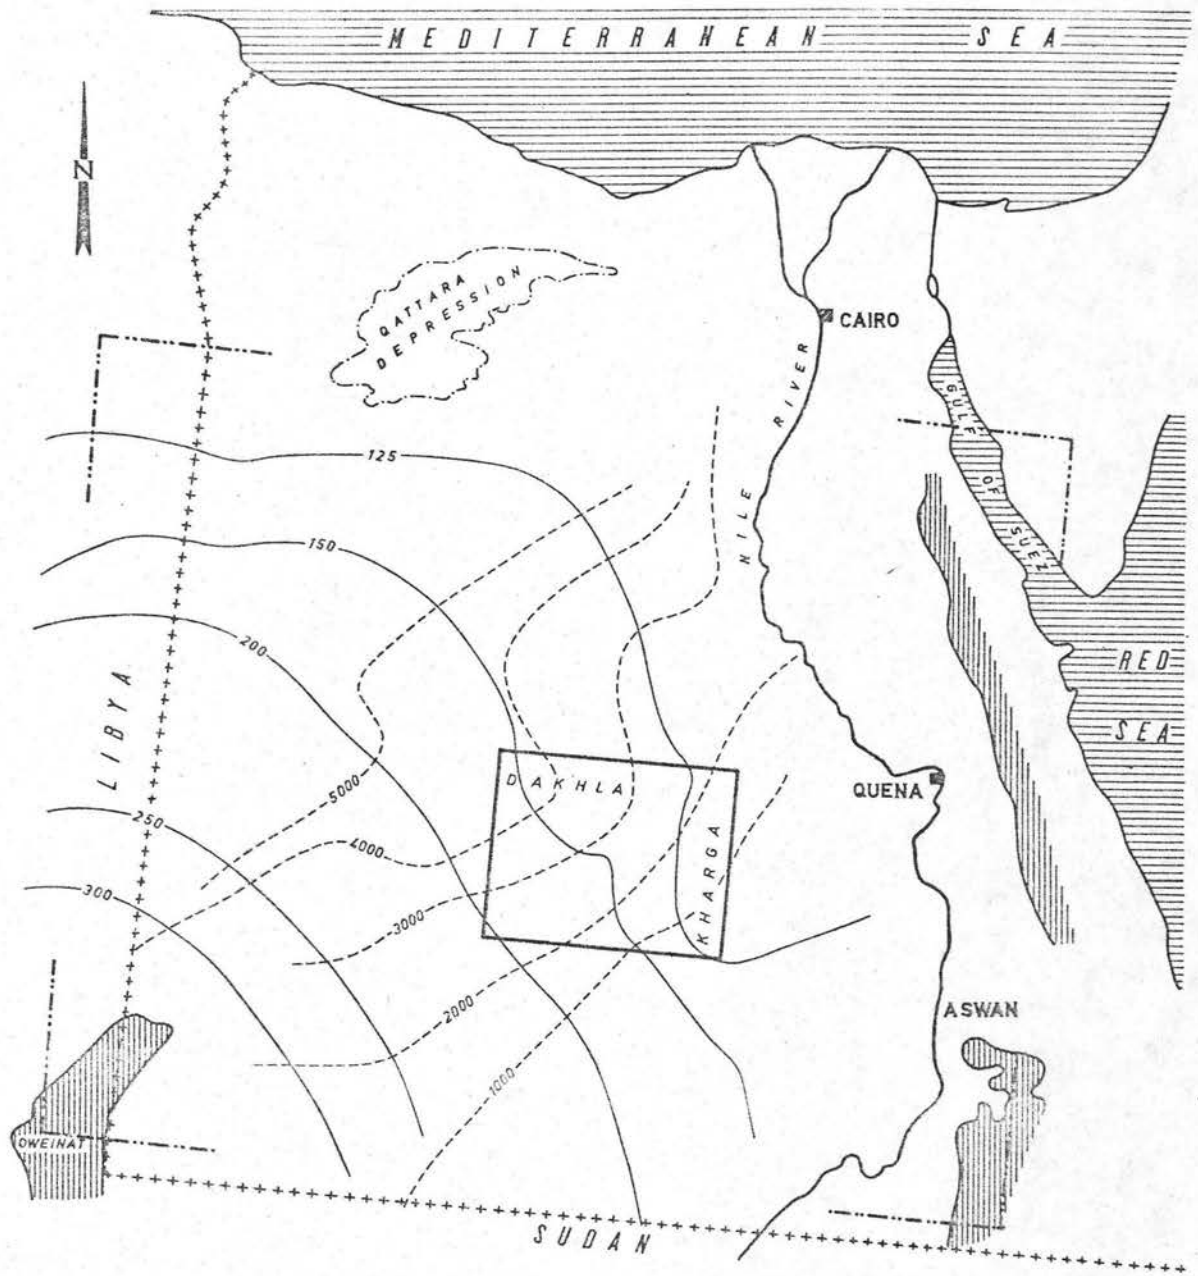 MEDITERRANEAN SEA
N
QATTARA
DEPRESSION
CAIRO
NILE RIVER
GULF OF SUEZ
125
150
200
RED
SEA
LIBYA
5000
DAKHLA
QUENA
250
4000
KHARGA
300
3000
2000
ASWAN
1000
OWEINAT
SUDAN